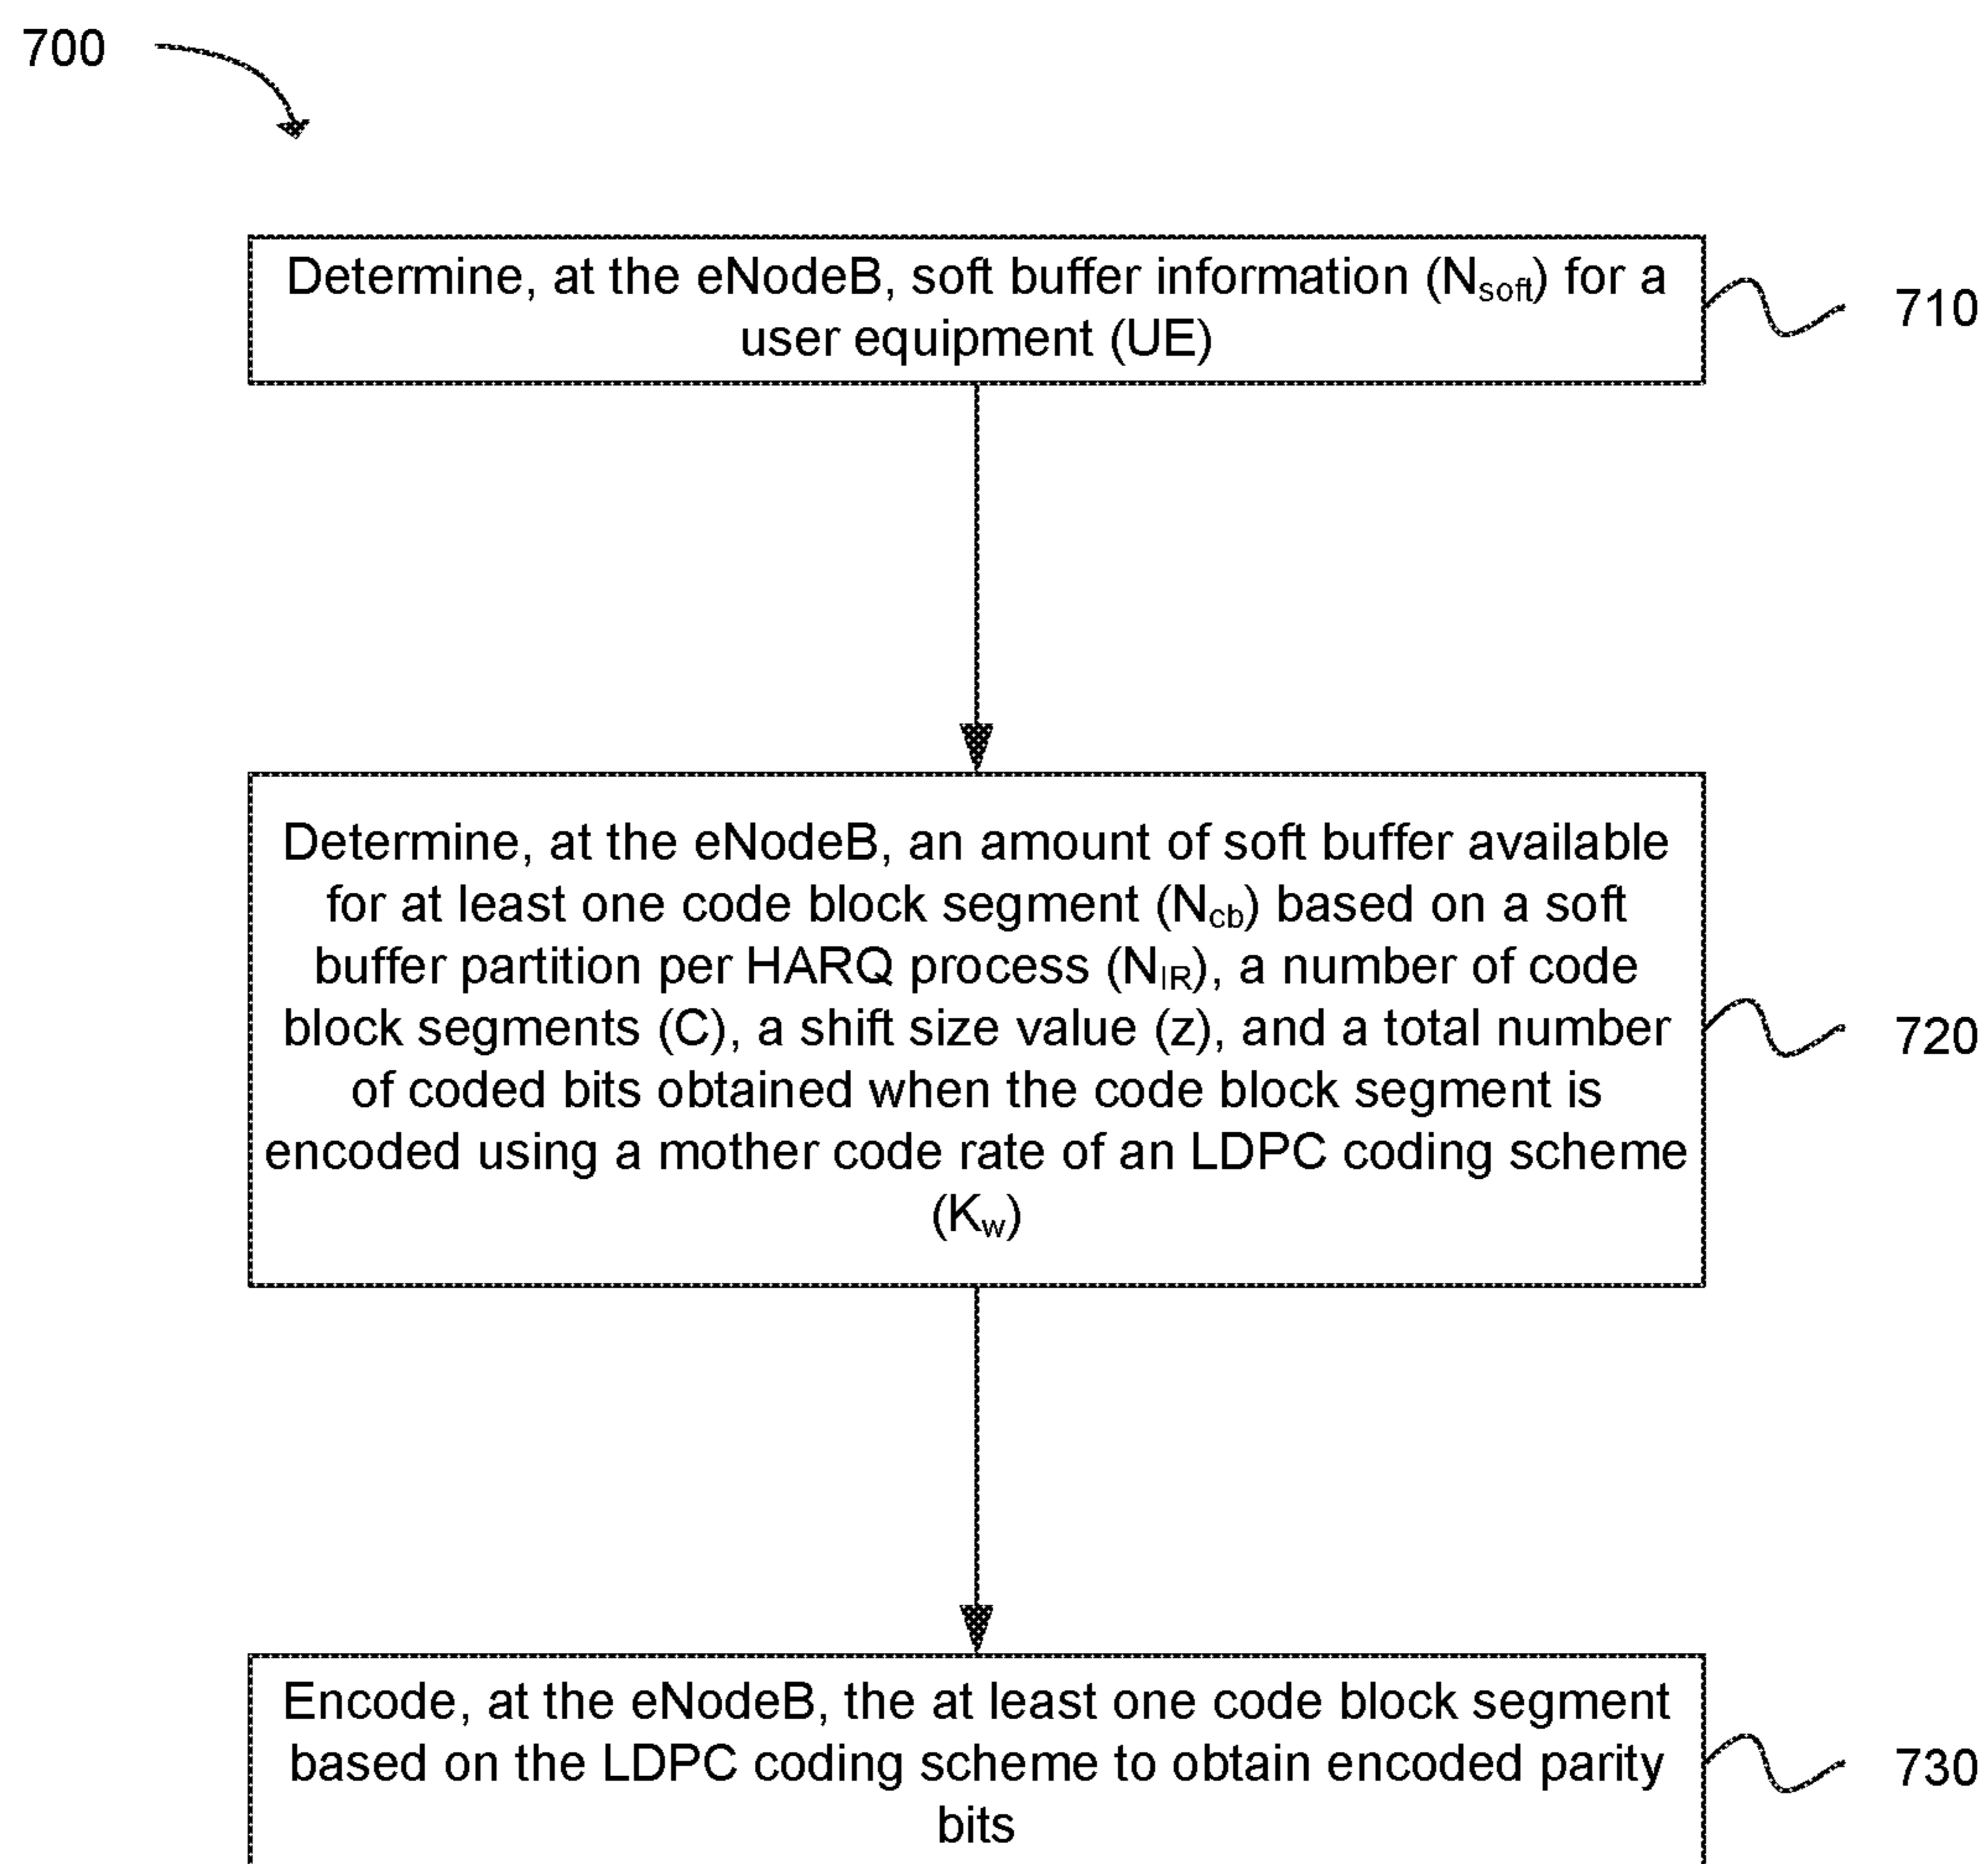 700
Determine, at the eNodeB, soft buffer information (Nsoft) for a
user equipment (UE)
710
Determine, at the eNodeB, an amount of soft buffer available
for at least one code block segment (Ncb) based on a soft
buffer partition per HARQ process (NIR), a number of code
block segments (C), a shift size value (z), and a total number
of coded bits obtained when the code block segment is
encoded using a mother code rate of an LDPC coding scheme
(Kw)
720
Encode, at the eNodeB, the at least one code block segment
based on the LDPC coding scheme to obtain encoded parity
bits
730